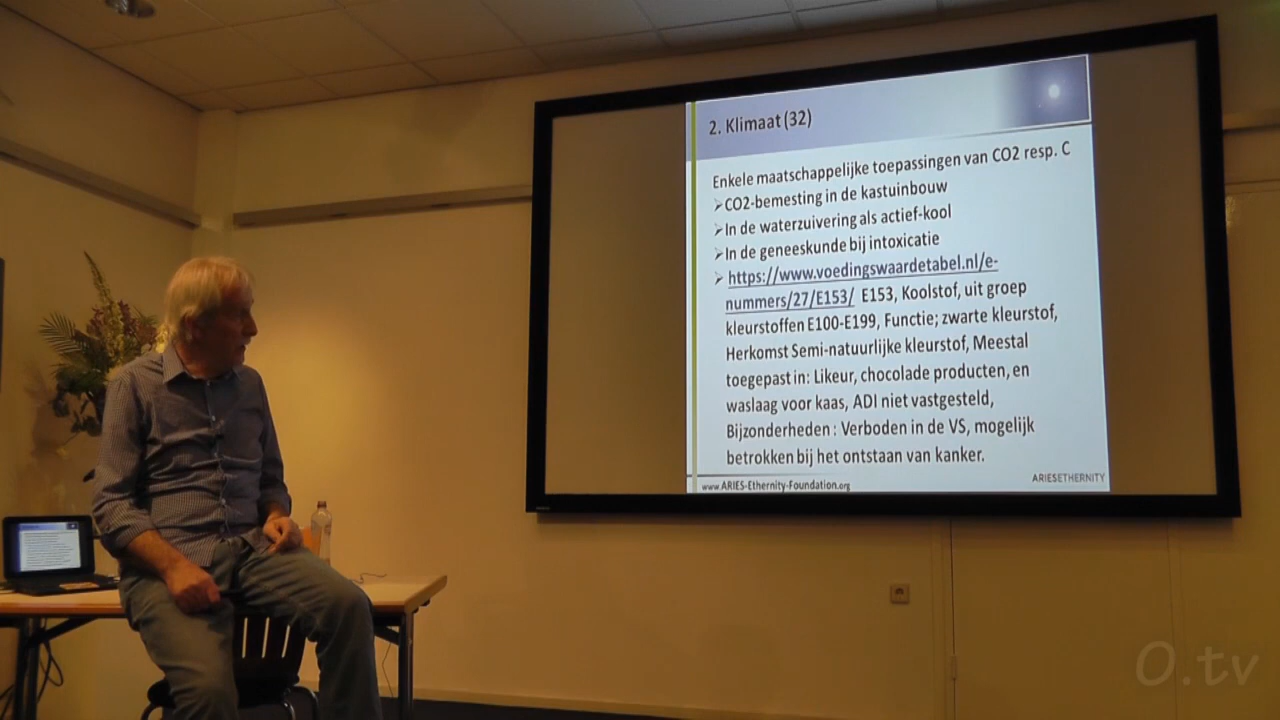 2. Klimaat (32)
Enkele maatschappelijke toepassingen van CO2 resp. C
➢CO2-bemesting in de kastuinbouw
➢In de waterzuivering als actief-kool
➢In de geneeskunde bij intoxicatie
➢ https://www.voedingswaardetabel.nl/e-
nummers/27/E153/ E153, Koolstof, uit groep
kleurstoffen E100-E199, Functie; zwarte kleurstof,
Herkomst Semi-natuurlijke kleurstof, Meestal
toegepast in: Likeur, chocolade producten, en
waslaag voor kaas, ADI niet vastgesteld,
Bijzonderheden : Verboden in de VS, mogelijk
betrokken bij het ontstaan van kanker.
www.ARIES-Ethernity-Foundation.org
ARIESETHERNITY
O.tv